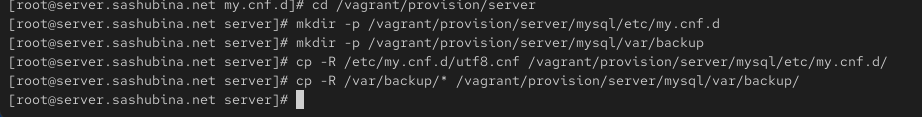 [root@server.sashubina.net my.cnf.d]# cd /vagrant/provision/server
[root@server.sashubina.net server]# mkdir -p /vagrant/provision/server/mysql/etc/my.cnf.d
[root@server.sashubina.net server]# mkdir -p /vagrant/provision/server/mysql/var/backup
[root@server.sashubina.net server]# cp -R /etc/my.cnf.d/utf8.cnf /vagrant/provision/server/mysql/etc/my.cnf.d/
[root@server.sashubina.net server]# cp -R /var/backup/* /vagrant/provision/server/mysql/var/backup/
[root@server.sashubina.net server]#